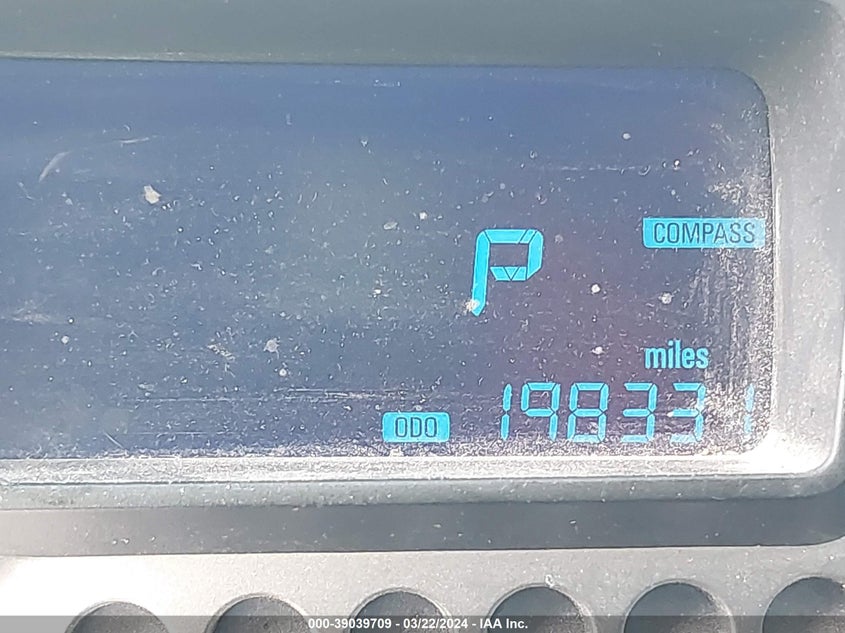 P
COMPASS
miles
ODO 198331
000-39039709 - 03/22/2024 - IAA Inc.